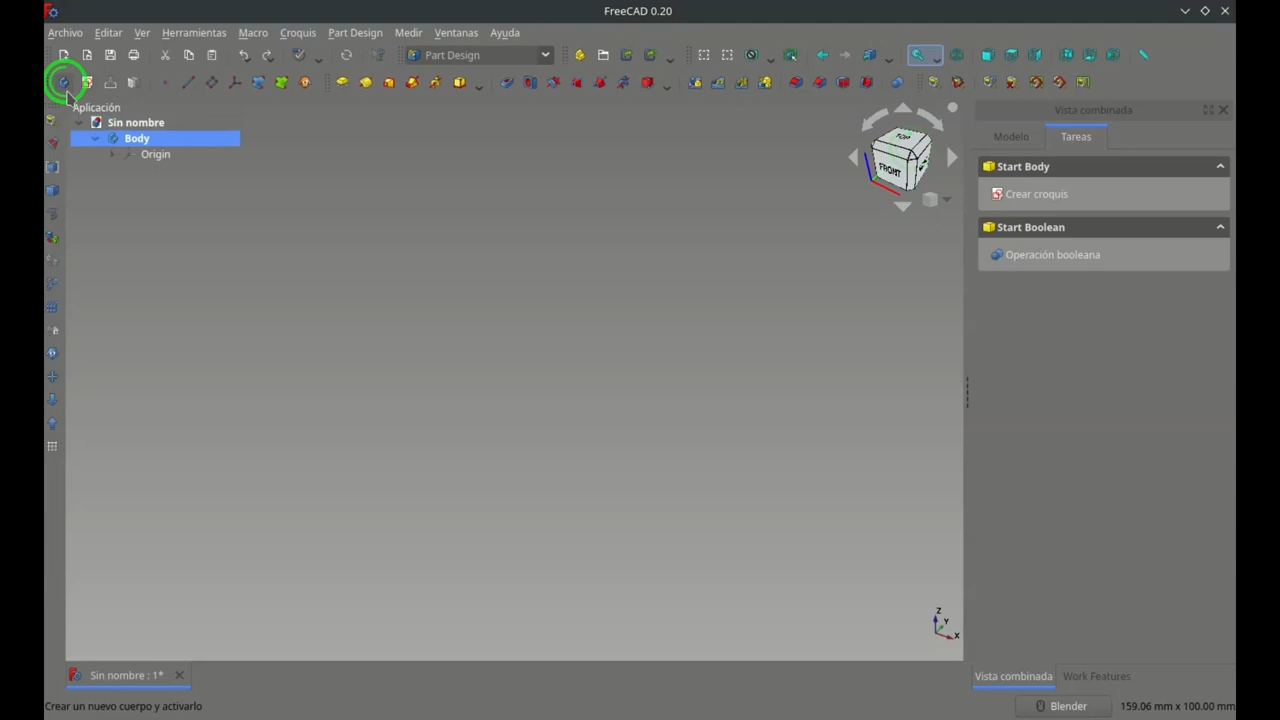 FreeCAD 0.20
Archivo Editar Ver Herramientas Macro Croquis Part Design Medir Ventanas Ayuda
Part Design
Aplicación
Sin nombre
Body
Origin
TOP
FRONT
Vista combinada
Modelo Tareas
Start Body
Crear croquis
Start Boolean
Operación booleana
Z
Y
X
Sin nombre : 1*
Vista combinada Work Features
Crear un nuevo cuerpo y activarlo
Blender 159.06 mm x 100.00 mm